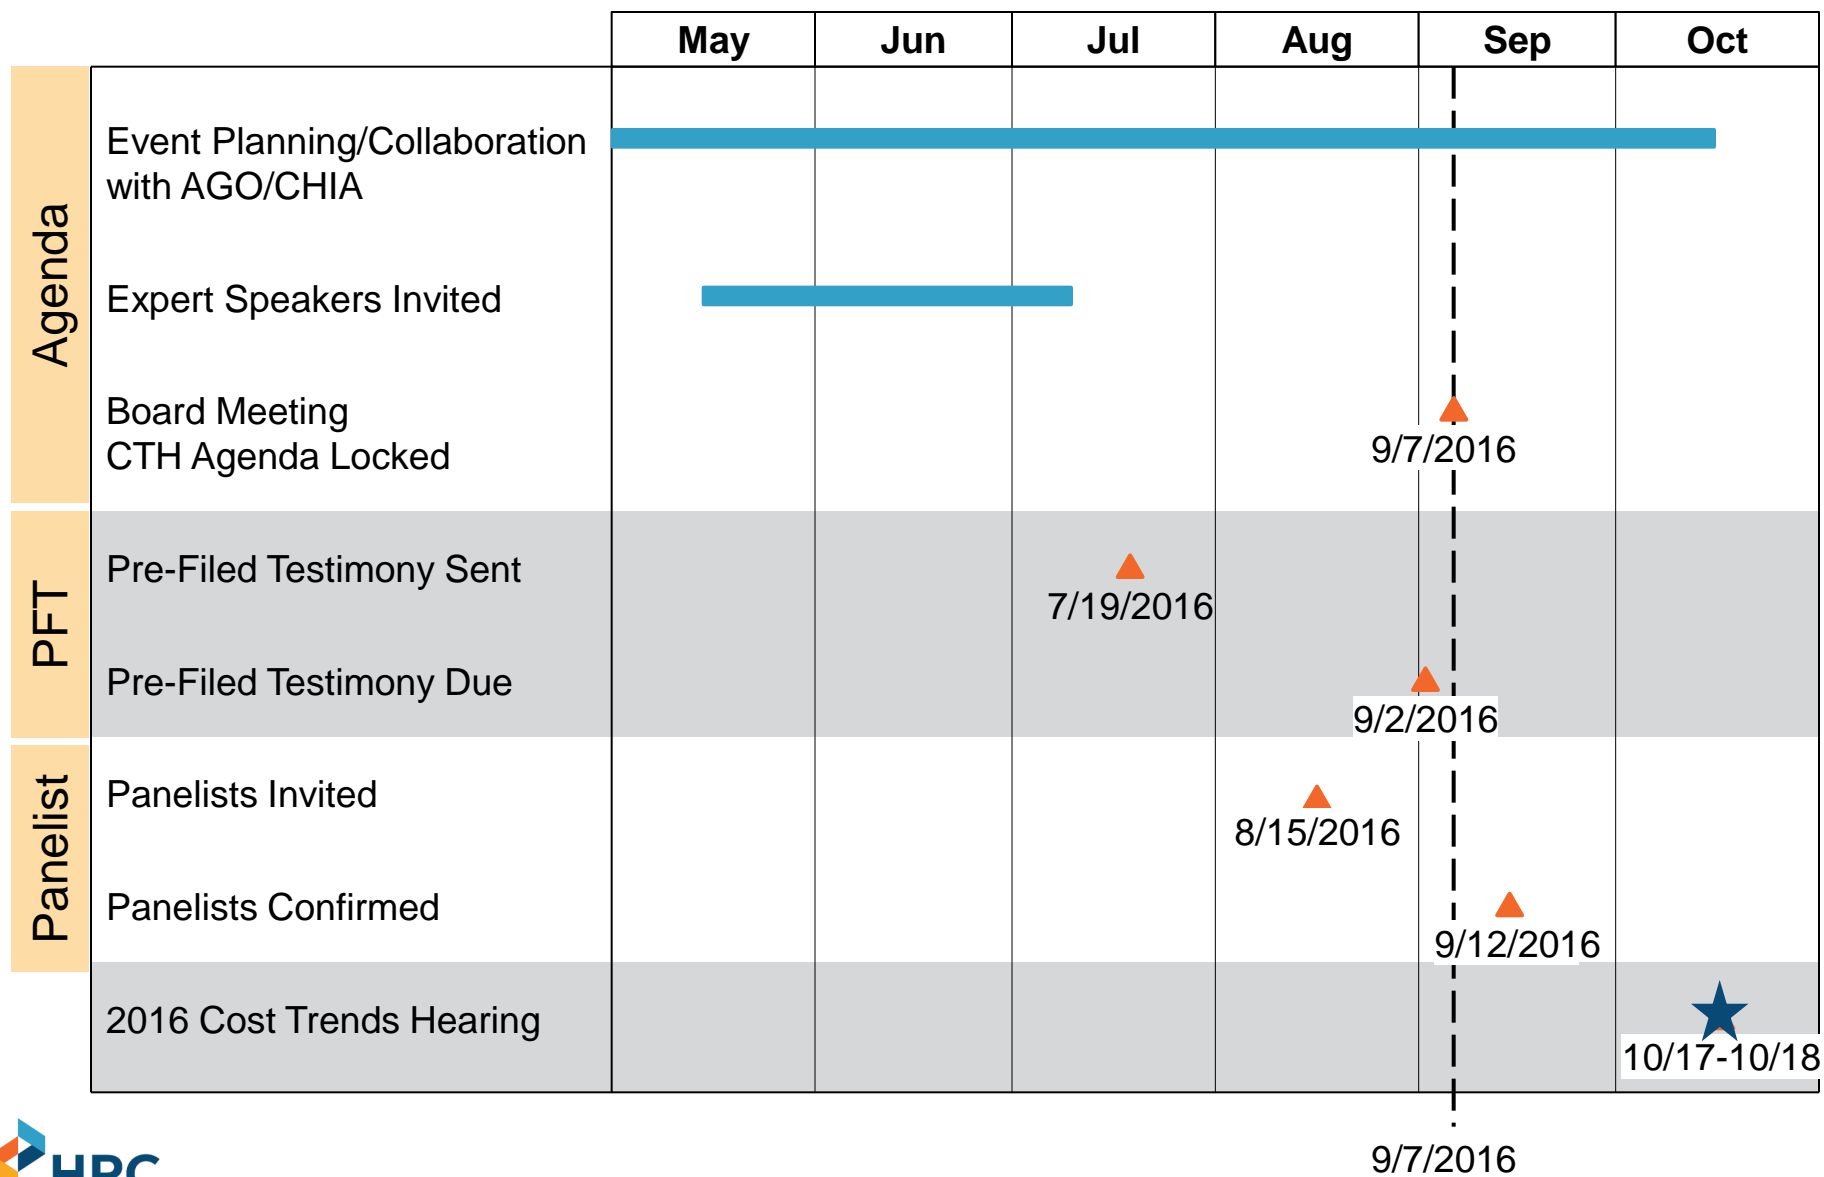 May Jun Jul Aug Sep Oct
Agenda
Event Planning/Collaboration
with AGO/CHIA
Expert Speakers Invited
Board Meeting
CTH Agenda Locked
9/7/2016
PFT
Pre-Filed Testimony Sent
7/19/2016
Pre-Filed Testimony Due
9/2/2016
Panelist
Panelists Invited
8/15/2016
Panelists Confirmed
9/12/2016
2016 Cost Trends Hearing
10/17-10/18
9/7/2016
HPC